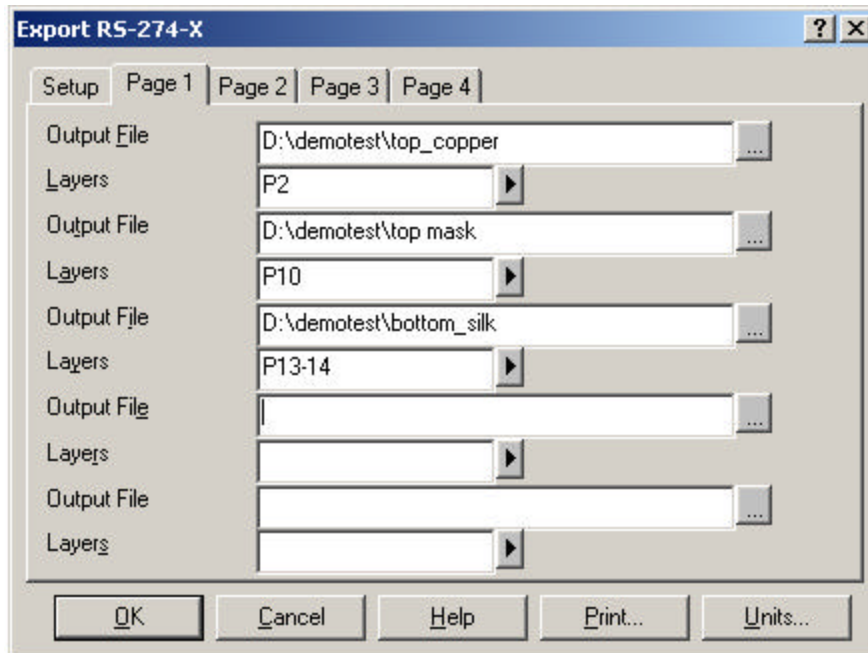 Export RS-274-X
Setup Page 1 Page 2 Page 3 Page 4
Output File D:\demotest\top_copper ...
Layers P2
Output File D:\demotest\top mask ...
Layers P10
Output File D:\demotest\bottom_silk ...
Layers P13-14
Output File ...
Layers
Output File ...
Layers
OK Cancel Help Print... Units...